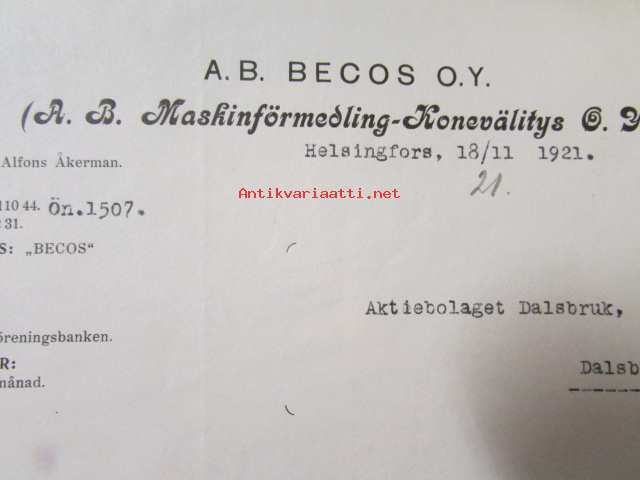 A. B. BECOS O.Y.
(A. B. Maskinförmedling-Konevälitys O. Y
Helsingfors, 18/11 1921.
Alfons Åkerman.
21.
Antikvariaatti.net
110 44. Ön.1507.
31.
S: „BECOS“
Aktiebolaget Dalsbruk,
öreningsbanken.
R:
månad.
Dalsb